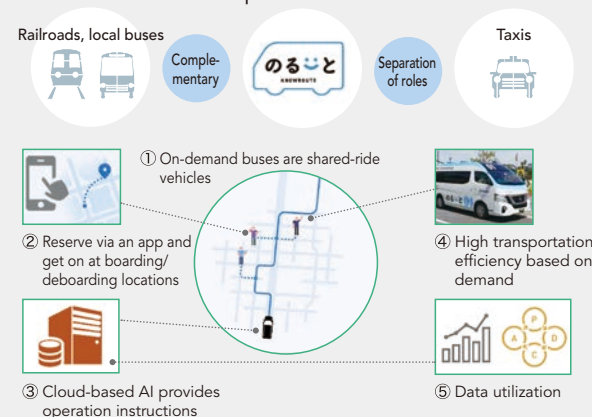 Railroads, local buses
Comple-
mentary
のるーと
KNOWROUTE
Separation
of roles
Taxis
① On-demand buses are shared-ride
vehicles
② Reserve via an app and
get on at boarding/
deboarding locations
④ High transportation
efficiency based on
demand
③ Cloud-based AI provides
operation instructions
P
A
D
C
⑤ Data utilization